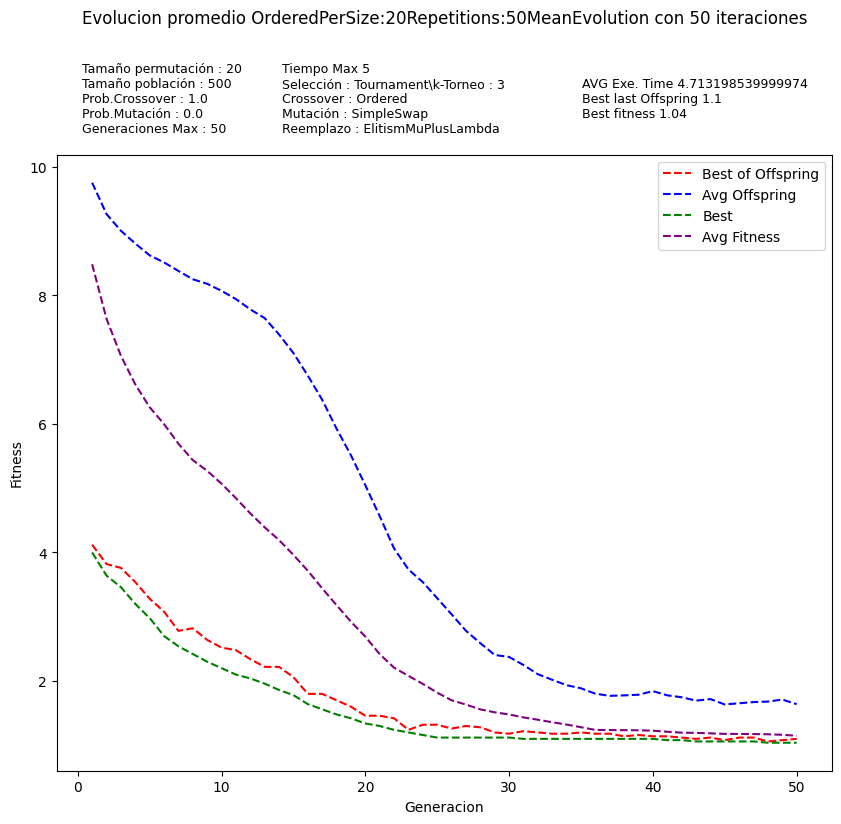 Evolucion promedio OrderedPerSize:20Repetitions:50MeanEvolution con 50 iteraciones
Tamaño permutación : 20
Tamaño población : 500
Prob.Crossover : 1.0
Prob.Mutación : 0.0
Generaciones Max : 50
Tiempo Max 5
Selección : Tournament\k-Torneo : 3
Crossover : Ordered
Mutación : SimpleSwap
Reemplazo : ElitismMuPlusLambda
AVG Exe. Time 4.713198539999974
Best last Offspring 1.1
Best fitness 1.04
Best of Offspring
Avg Offspring
Best
Avg Fitness
Fitness
10
8
6
4
2
0
10
20
30
40
50
Generacion